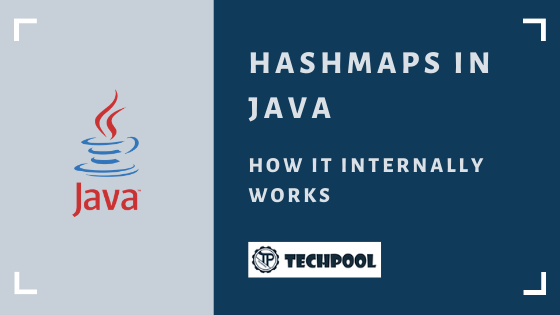 Java
HASHMAPS IN
JAVA
HOW IT INTERNALLY
WORKS
TP TECHPOOL